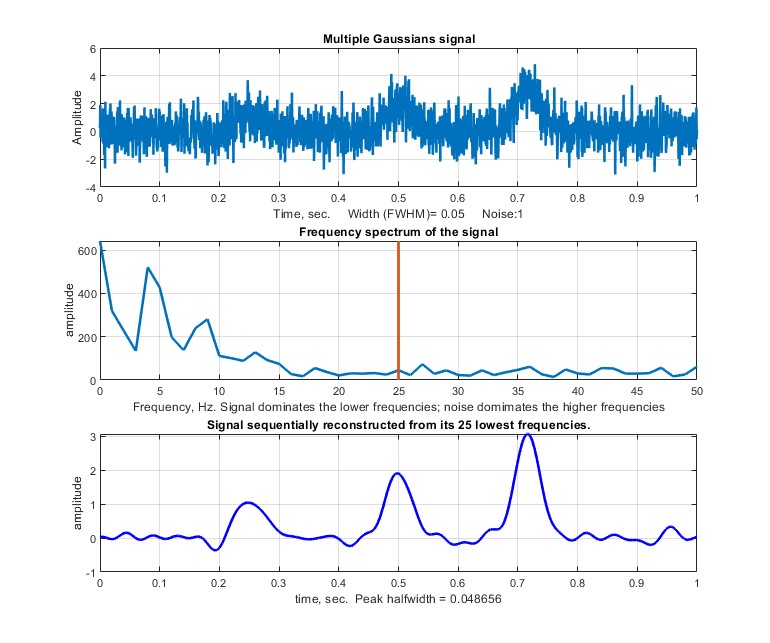 Multiple Gaussians signal
6
4
2
0
-2
-4
Amplitude
0 0.1 0.2 0.3 0.4 0.5 0.6 0.7 0.8 0.9 1
Time, sec. Width (FWHM)= 0.05 Noise:1
Frequency spectrum of the signal
600
400
200
0
amplitude
0 5 10 15 20 25 30 35 40 45 50
Frequency, Hz. Signal dominates the lower frequencies; noise domimates the higher frequencies
Signal sequentially reconstructed from its 25 lowest frequencies.
3
2
1
0
-1
amplitude
0 0.1 0.2 0.3 0.4 0.5 0.6 0.7 0.8 0.9 1
time, sec. Peak halfwidth = 0.048656